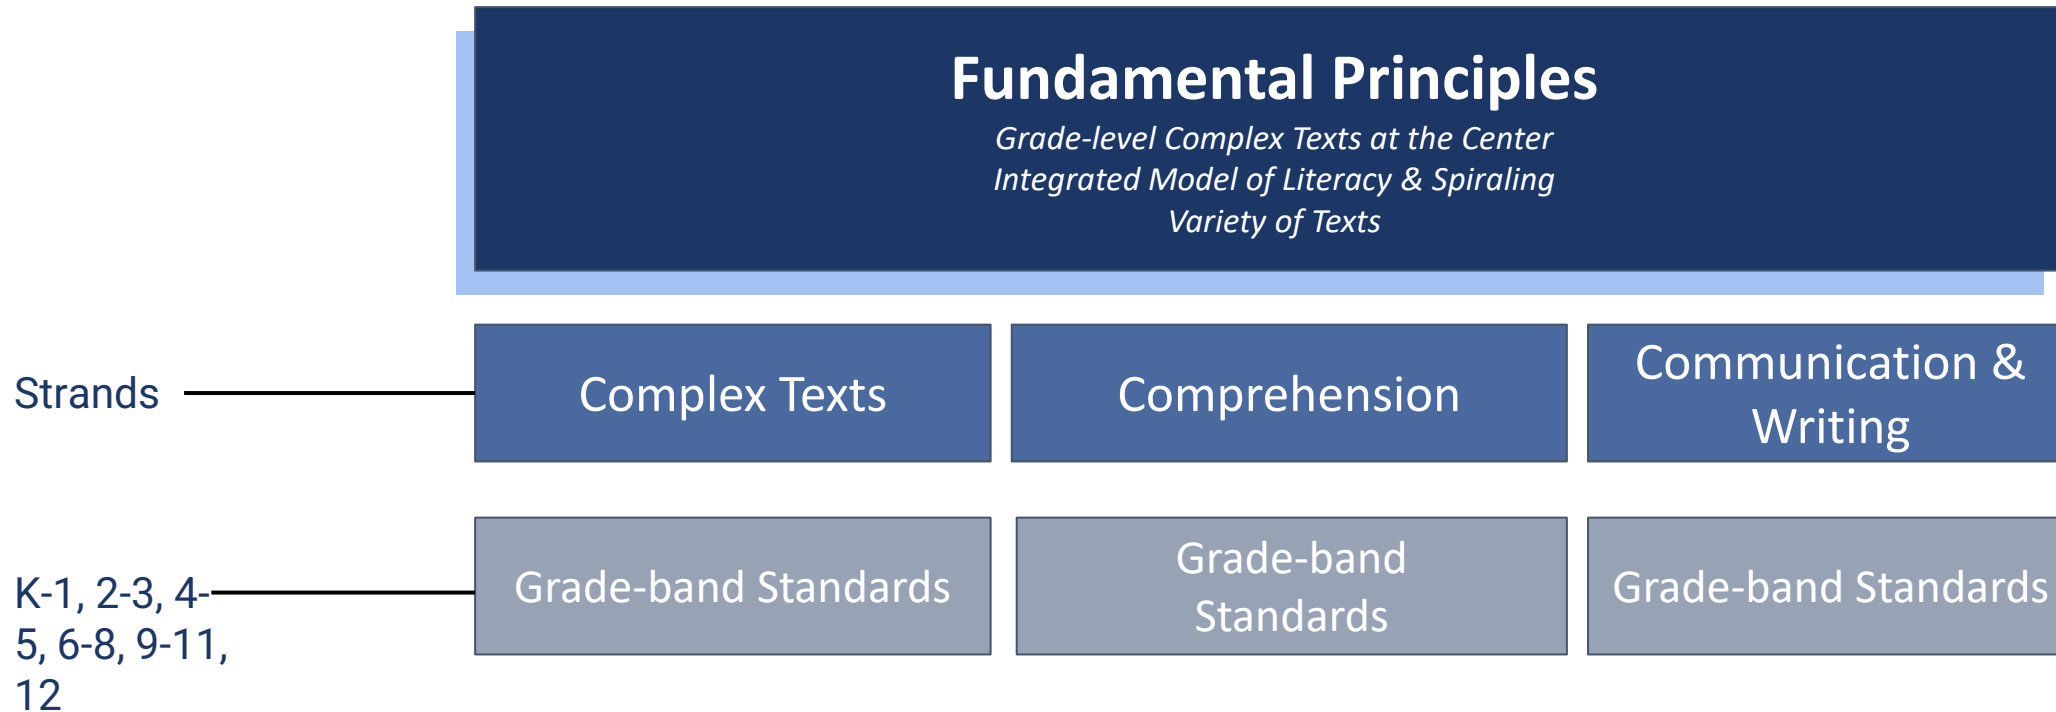 Fundamental Principles
Grade-level Complex Texts at the Center
Integrated Model of Literacy & Spiraling
Variety of Texts
Strands
Complex Texts
Comprehension
Communication &
Writing
K-1, 2-3, 4-
5, 6-8, 9-11,
12
Grade-band Standards
Grade-band
Standards
Grade-band Standards